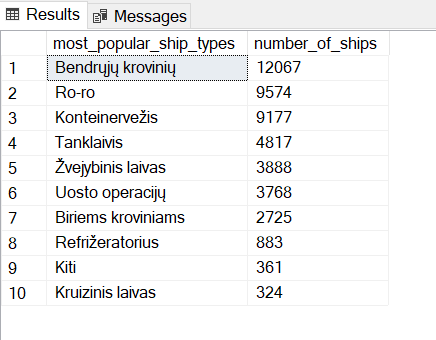 Results Messages
most_popular_ship_types number_of_ships
1 Bendrųjų krovinių 12067
2 Ro-ro 9574
3 Konteinervežis 9177
4 Tanklaivis 4817
5 Žvejybinis laivas 3888
6 Uosto operacijų 3768
7 Biriems kroviniams 2725
8 Refrižeratorius 883
9 Kiti 361
10 Kruizinis laivas 324